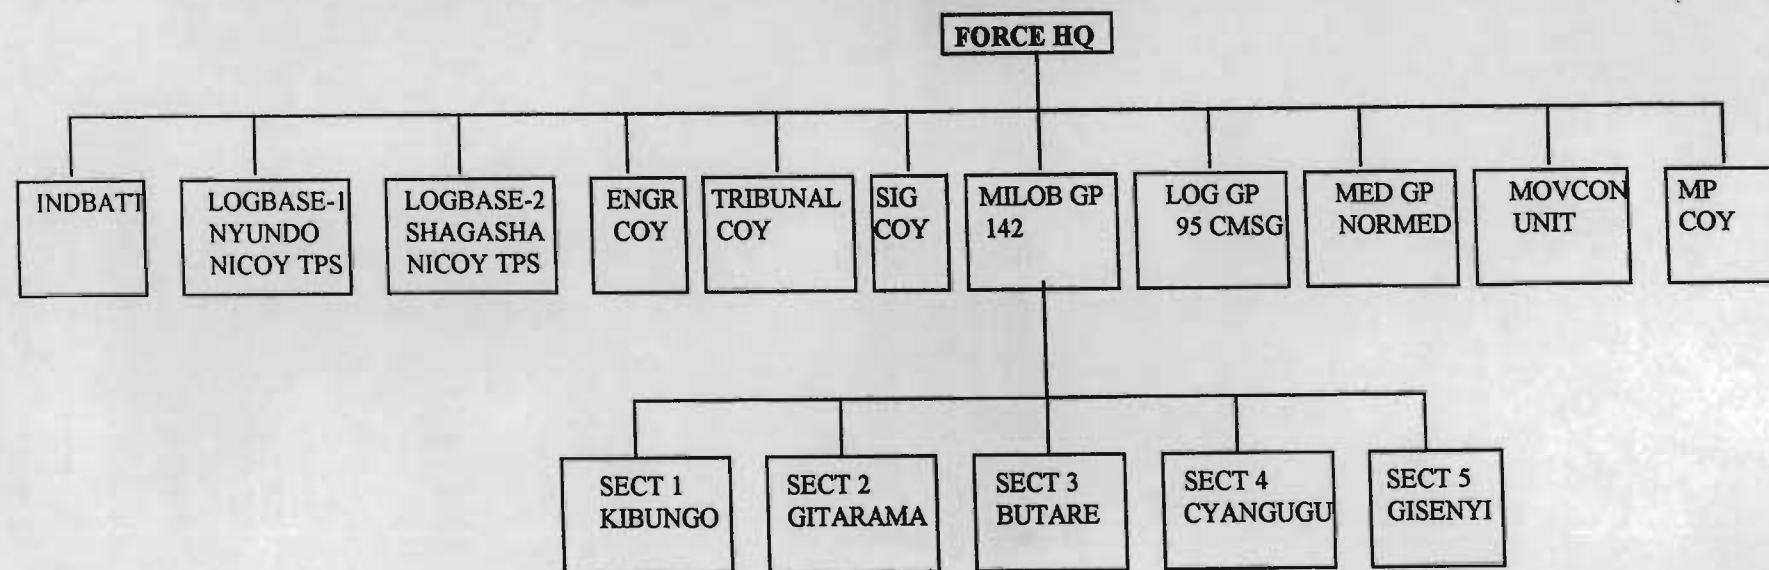 FORCE HQ
INDBATT
LOGBASE-1
NYUNDO
NICOY TPS
LOGBASE-2
SHAGASHA
NICOY TPS
ENGR
COY
TRIBUNAL
COY
SIG
COY
MILOB GP
142
LOG GP
95 CMSG
MED GP
NORMED
MOVCON
UNIT
MP
COY
SECT 1
KIBUNGO
SECT 2
GITARAMA
SECT 3
BUTARE
SECT 4
CYANGUGU
SECT 5
GISENYI